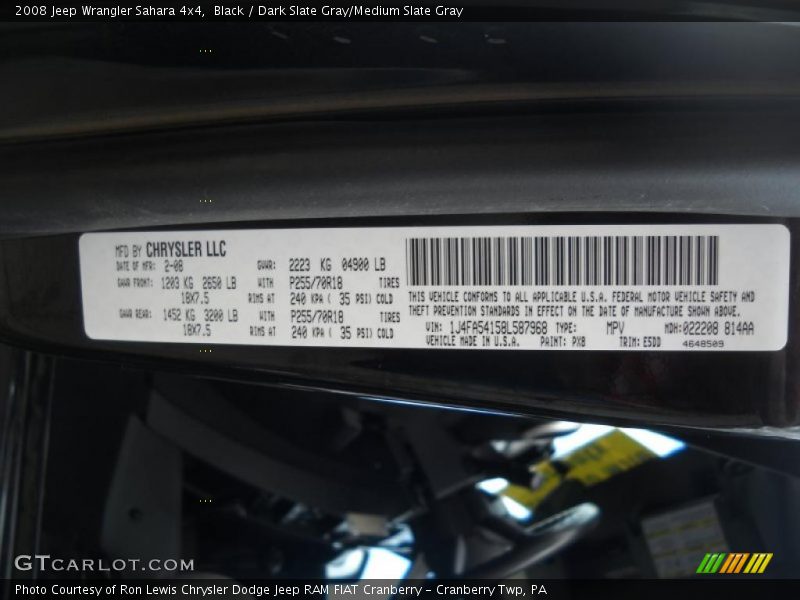 2008 Jeep Wrangler Sahara 4x4,  Black / Dark Slate Gray/Medium Slate Gray
MFD BY CHRYSLER LLC
DATE OF MFR: 2-08 GVWR: 2223 KG 04900 LB
GAWR FRONT: 1203 KG 2650 LB WITH P255/70R18 TIRES
18X7.5 RIMS AT 240 KPA ( 35 PSI) COLD
GAWR REAR: 1452 KG 3200 LB WITH P255/70R18 TIRES
18X7.5 RIMS AT 240 KPA ( 35 PSI) COLD
THIS VEHICLE CONFORMS TO ALL APPLICABLE U.S.A. FEDERAL MOTOR VEHICLE SAFETY AND
THEFT PREVENTION STANDARDS IN EFFECT ON THE DATE OF MANUFACTURE SHOWN ABOVE.
VIN: 1J4FA54158L587968 TYPE: MPV MDH:022208 814AA
VEHICLE MADE IN U.S.A. PAINT: PX8 TRIM: E5DD 4648509
GTCARLOT.COM
Photo Courtesy of Ron Lewis Chrysler Dodge Jeep RAM FIAT Cranberry – Cranberry Twp, PA